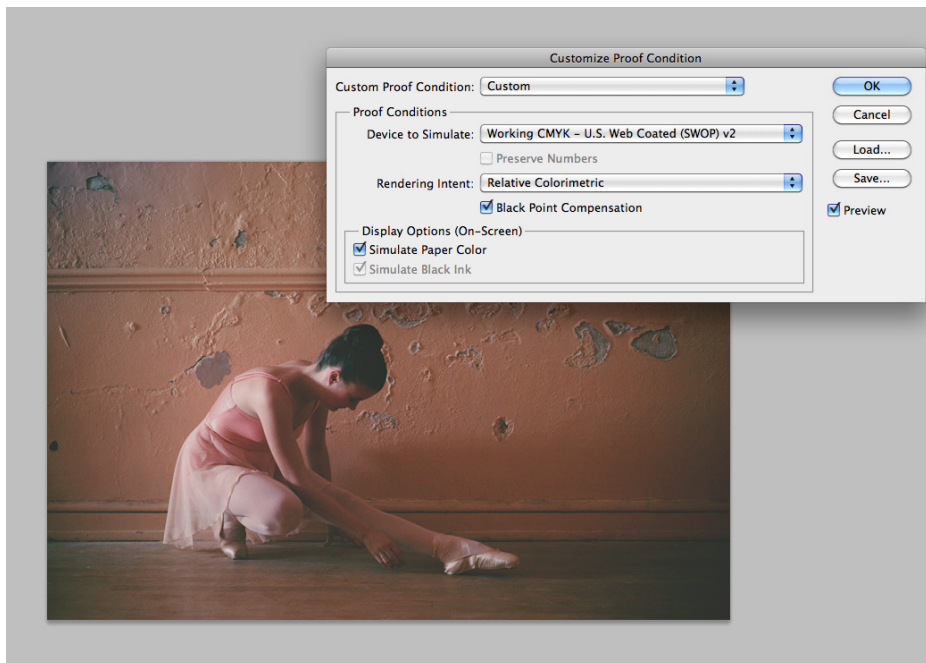 Customize Proof Condition
Custom Proof Condition: Custom
OK
Proof Conditions
Cancel
Device to Simulate: Working CMYK – U.S. Web Coated (SWOP) v2
Load...
Preserve Numbers
Rendering Intent: Relative Colorimetric
Save...
Black Point Compensation
Preview
Display Options (On-Screen)
Simulate Paper Color
Simulate Black Ink